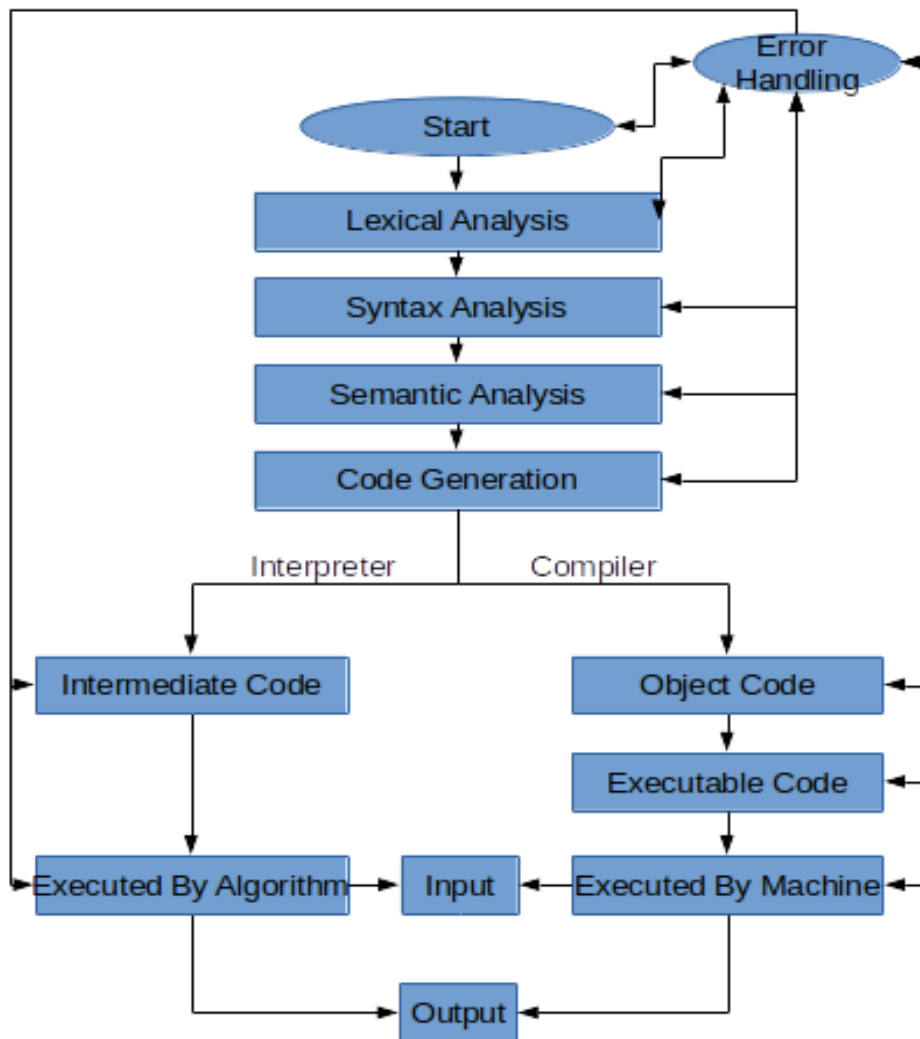 Error
Handling
Start
Lexical Analysis
Syntax Analysis
Semantic Analysis
Code Generation
Interpreter
Compiler
Intermediate Code
Object Code
Executable Code
Executed By Algorithm
Input
Executed By Machine
Output